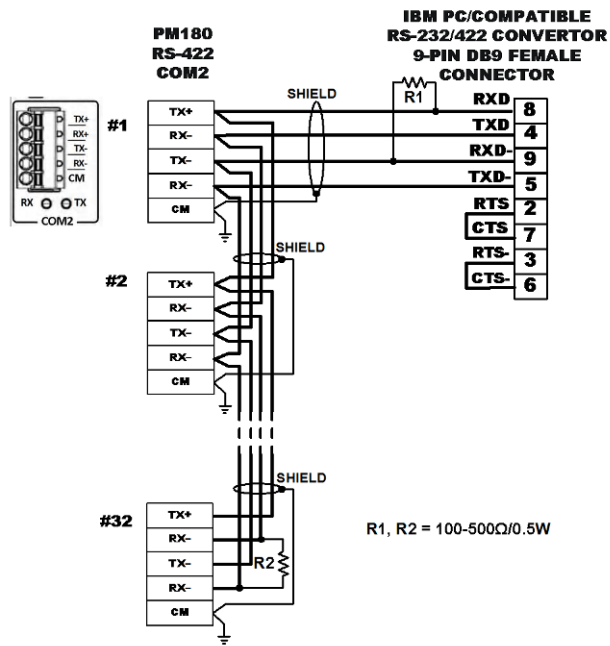 IBM PC/COMPATIBLE
RS-232/422 CONVERTOR
9-PIN DB9 FEMALE
CONNECTOR
PM180
RS-422
COM2
#1
TX+
RX+
TX-
RX-
CM
RX
TX
COM2
TX+
RX-
TX-
RX-
CM
SHIELD
R1
RXD
8
TXD
4
RXD-
9
TXD-
5
RTS
2
CTS
7
RTS-
3
CTS-
6
SHIELD
#2
TX+
RX-
TX-
RX-
CM
SHIELD
#32
TX+
RX-
TX-
RX-
CM
R2
R1, R2 = 100-500Ω/0.5W